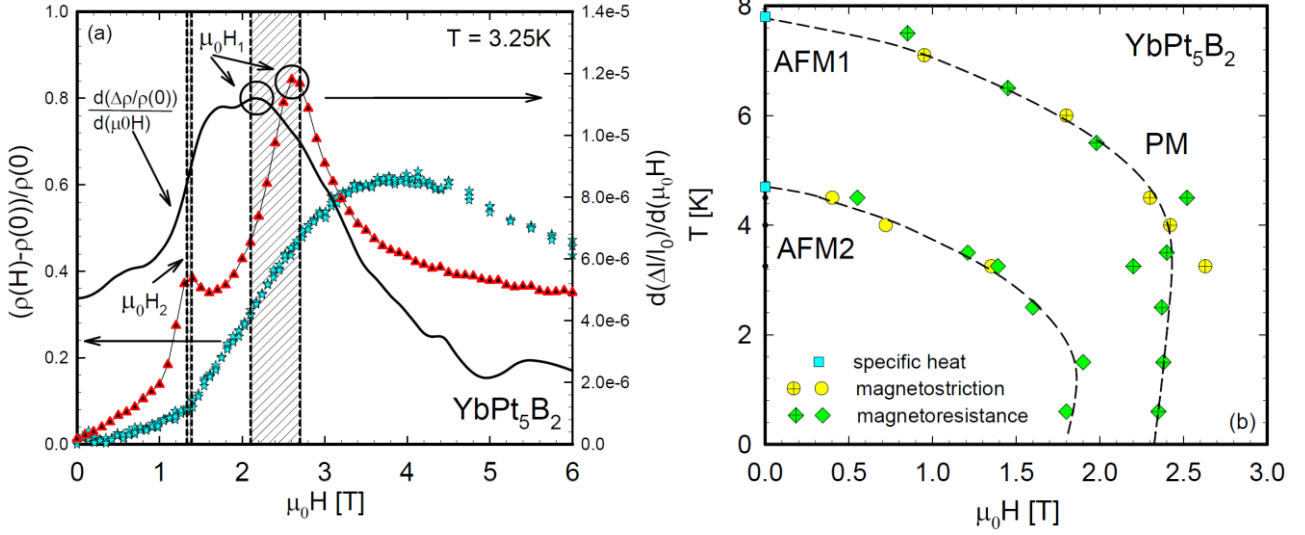 (a)
T = 3.25K
μ₀H₁
d(Δρ/ρ(0))
d(μ0H)
μ₀H₂
YbPt₅B₂
(ρ(H)-ρ(0))/ρ(0)
1.0
0.8
0.6
0.4
0.2
0.0
0 1 2 3 4 5 6
μ₀H [T]
1.4e-5
1.2e-5
1.0e-5
8.0e-6
6.0e-6
4.0e-6
2.0e-6
0.0
d(Δl/l₀)/d(μ₀H)
YbPt₅B₂
AFM1
PM
AFM2
specific heat
magnetostriction
magnetoresistance
(b)
T [K]
8
6
4
2
0
0.0 0.5 1.0 1.5 2.0 2.5 3.0
μ₀H [T]